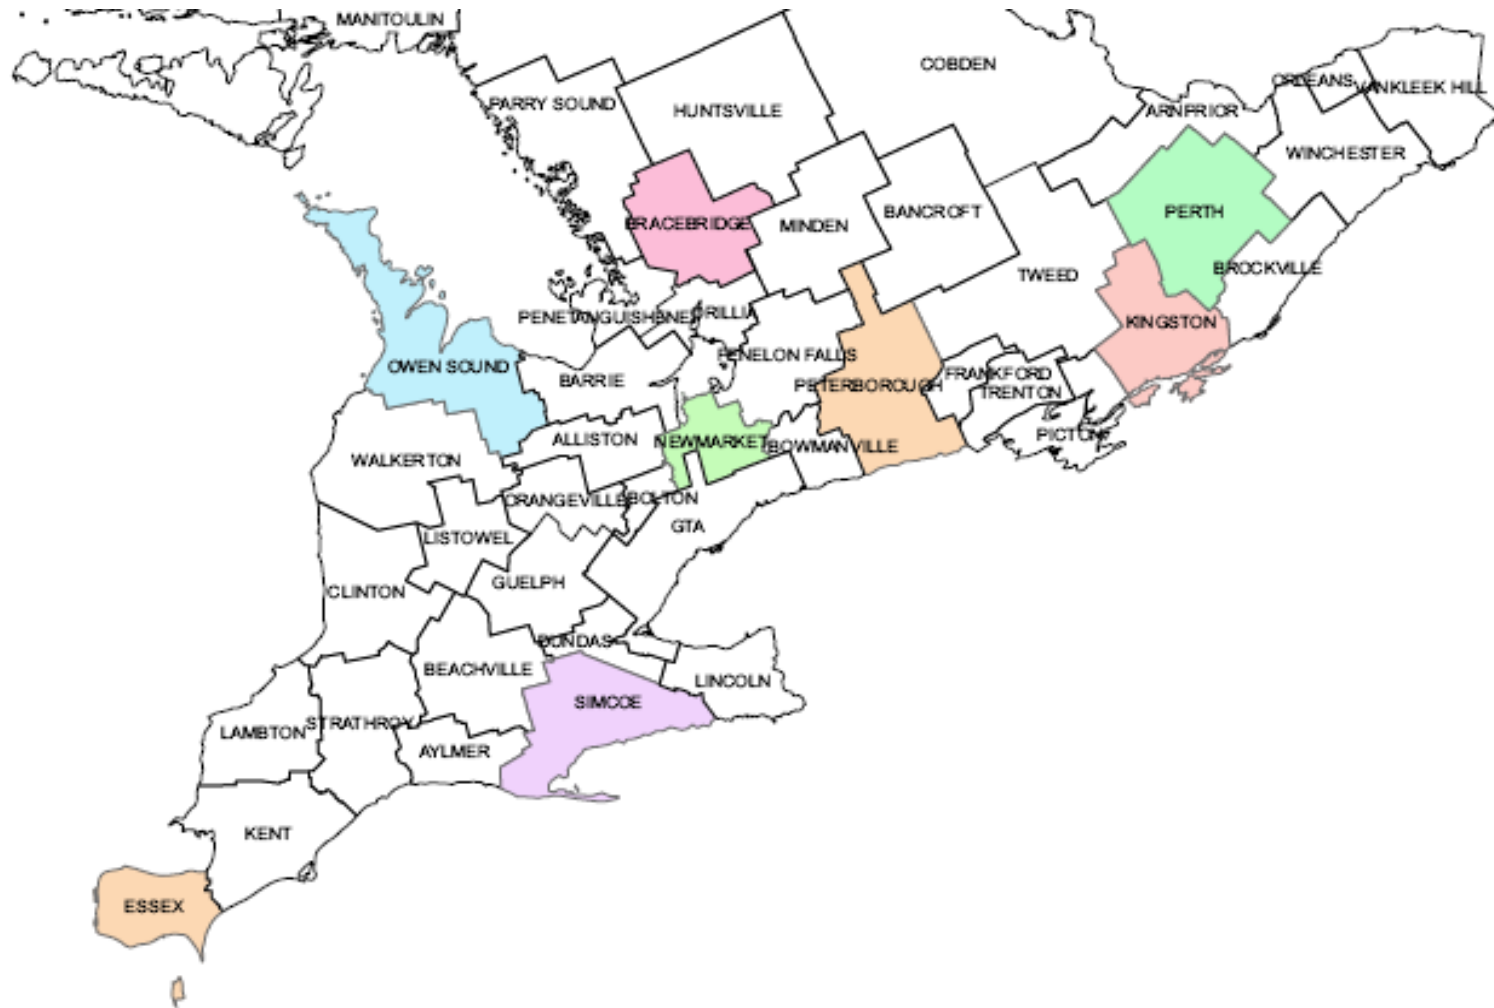 MANITOULIN
COBDEN
ORLEANS
VANKLEEK HILL
PARRY SOUND
HUNTSVILLE
ARNPRIOR
WINCHESTER
BRACEBRIDGE
MINDEN
BANCROFT
PERTH
TWEED
BROCKVILLE
PENETANGUISHENE
ORILLIA
KINGSTON
OWEN SOUND
BARRIE
FENELON FALLS
PETERBOROUGH
FRANKFORD
TRENTON
WALKERTON
ALLISTON
NEWMARKET
BOWMANVILLE
PICTON
ORANGEVILLE
BOLTON
LISTOWEL
GTA
CLINTON
GUELPH
DUNDAS
BEACHVILLE
LINCOLN
SIMCOE
LAMBTON
STRATHROY
AYLMER
KENT
ESSEX